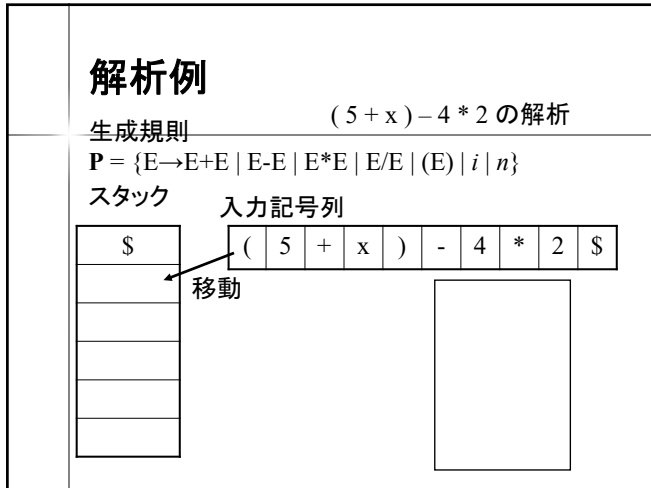 解析例
( 5 + x ) – 4 * 2 の解析
生成規則
P = {E→E+E | E-E | E*E | E/E | (E) | i | n}
スタック
入力記号列
$
( 5 + x ) - 4 * 2 $
移動